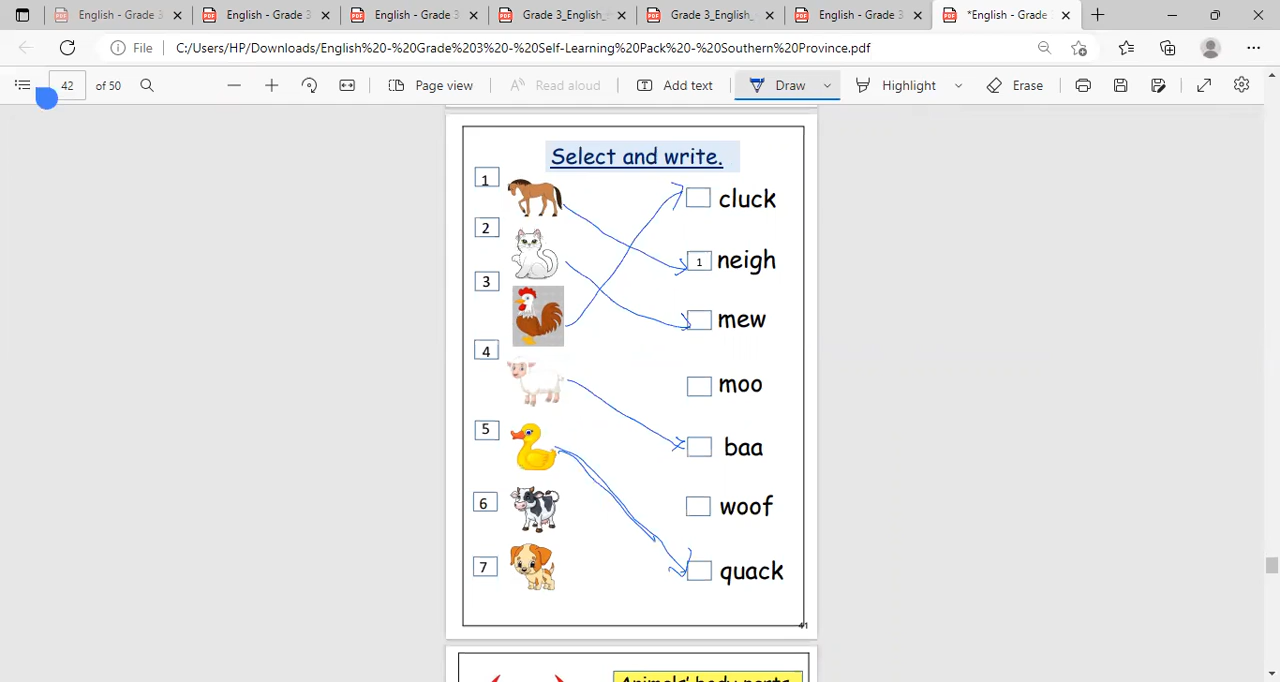 English - Grade 3
English - Grade 3
English - Grade 3
Grade 3_English_
Grade 3_English_
English - Grade 3
*English - Grade
File C:/Users/HP/Downloads/English%20-%20Grade%203%20%20Self-Learning%20Pack%20-%20Southern%20Province.pdf
42 of 50 Page view Read aloud Add text Draw Highlight Erase
Select and write.
1 cluck
2 1 neigh
3 mew
4 moo
5 baa
6 woof
7 quack
41